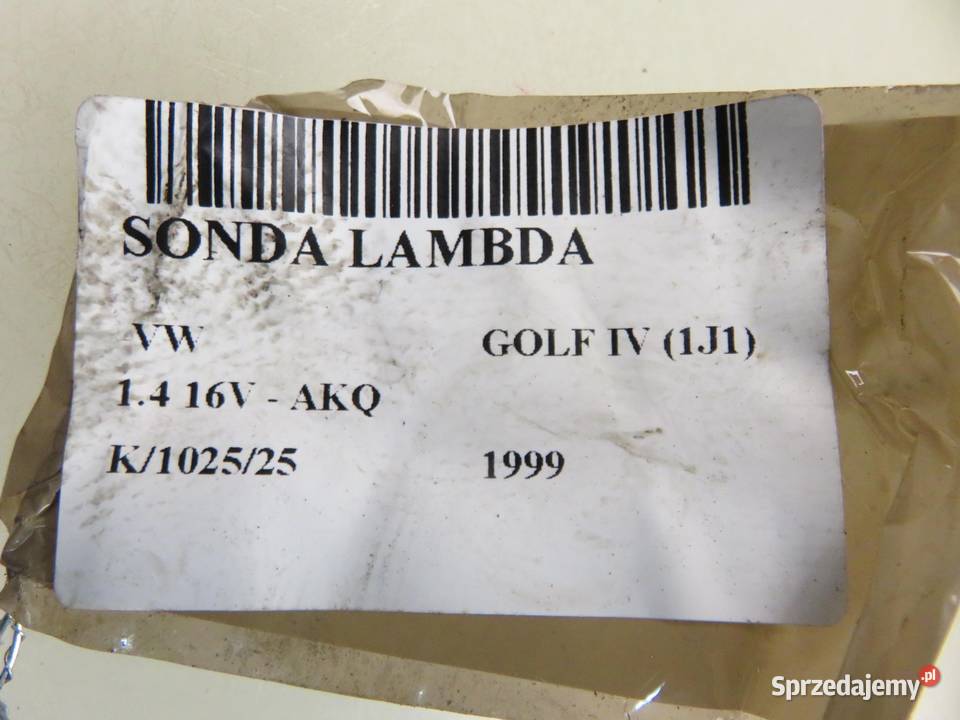 SONDA LAMBDA
VW GOLF IV (1J1)
1.4 16V - AKQ
K/1025/25 1999
Sprzedajemy.pl